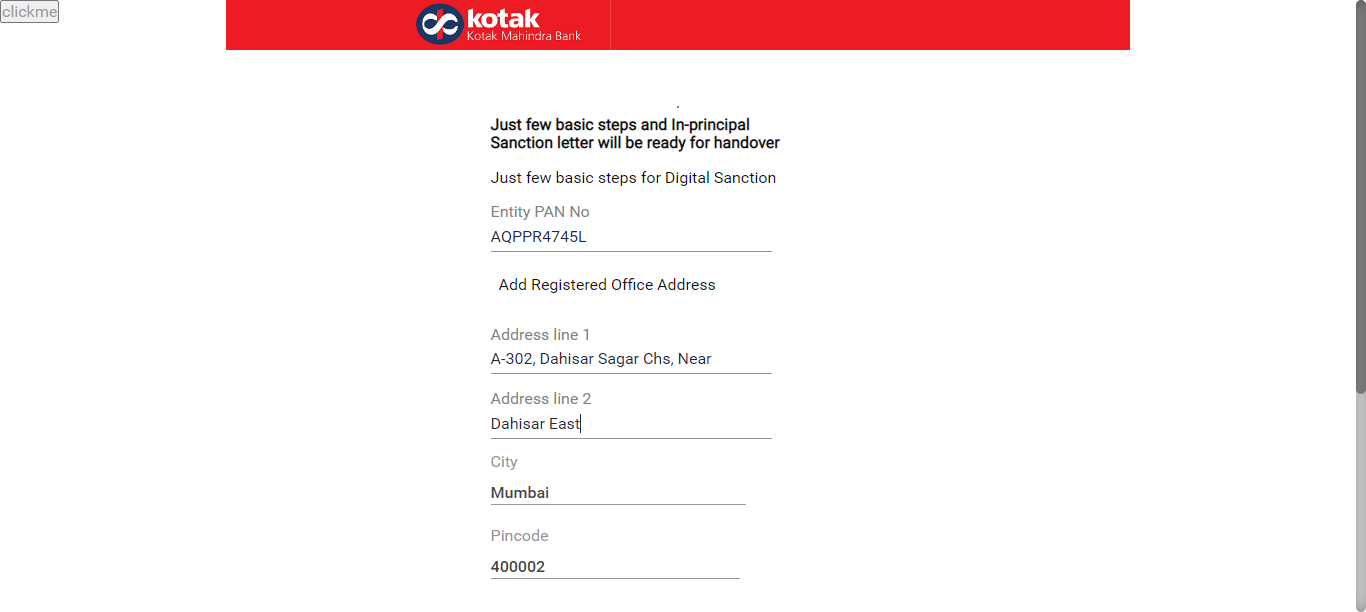 clickme
kotak
Kotak Mahindra Bank
.
Just few basic steps and In-principal
Sanction letter will be ready for handover
Just few basic steps for Digital Sanction
Entity PAN No
AQPPR4745L
Add Registered Office Address
Address line 1
A-302, Dahisar Sagar Chs, Near
Address line 2
Dahisar East
City
Mumbai
Pincode
400002